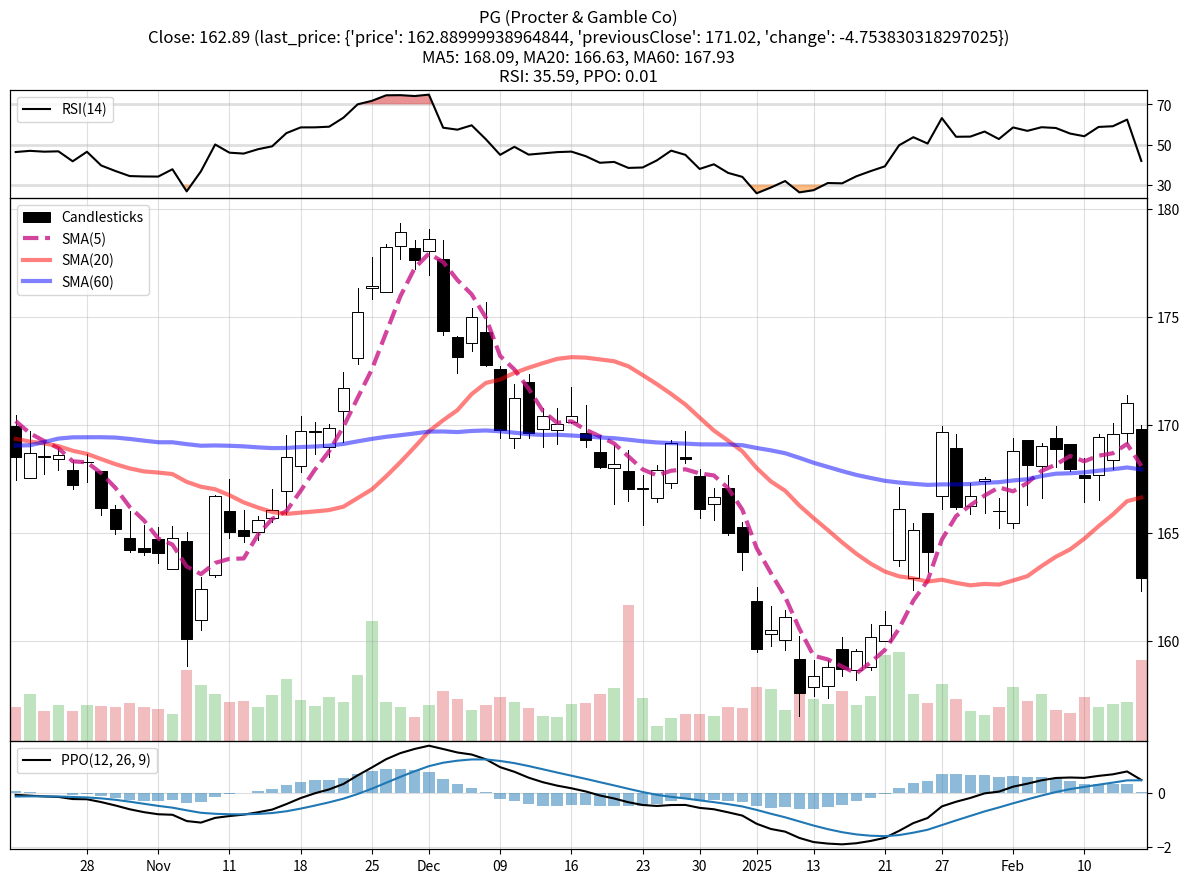 PG (Procter & Gamble Co)
Close: 162.89 (last_price: {'price': 162.88999938964844, 'previousClose': 171.02, 'change': -4.753830318297025})
MA5: 168.09, MA20: 166.63, MA60: 167.93
RSI: 35.59, PPO: 0.01
RSI(14)
70
50
30
Candlesticks
SMA(5)
SMA(20)
SMA(60)
180
175
170
165
160
PPO(12, 26, 9)
0
−2
28 Nov 11 18 25 Dec 09 16 23 30 2025 13 21 27 Feb 10